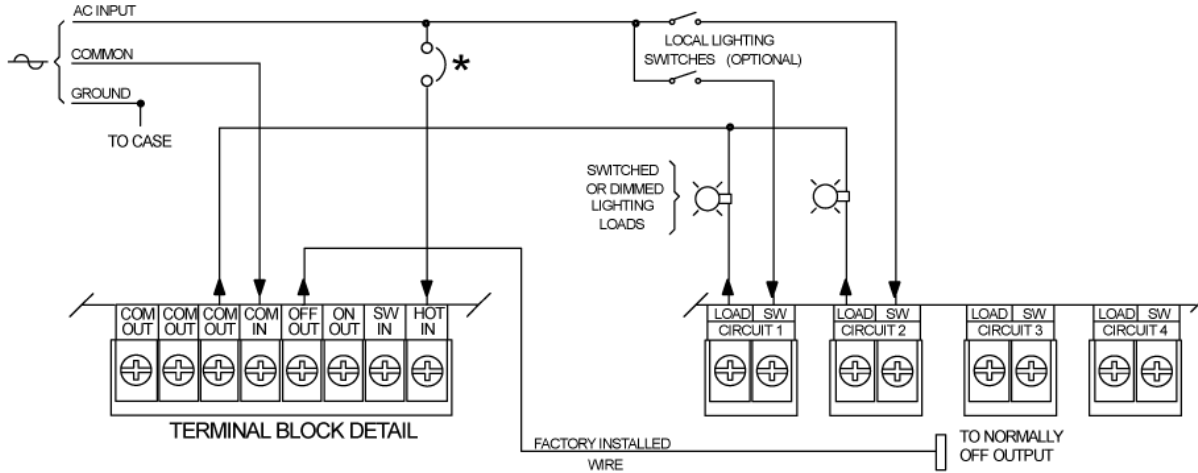 AC INPUT
COMMON
GROUND
TO CASE
*
LOCAL LIGHTING
SWITCHES (OPTIONAL)
SWITCHED
OR DIMMED
LIGHTING
LOADS
COM OUT
COM OUT
COM OUT
COM IN
OFF OUT
ON OUT
SW IN
HOT IN
TERMINAL BLOCK DETAIL
LOAD SW
CIRCUIT 1
LOAD SW
CIRCUIT 2
LOAD SW
CIRCUIT 3
LOAD SW
CIRCUIT 4
FACTORY INSTALLED
WIRE
TO NORMALLY
OFF OUTPUT